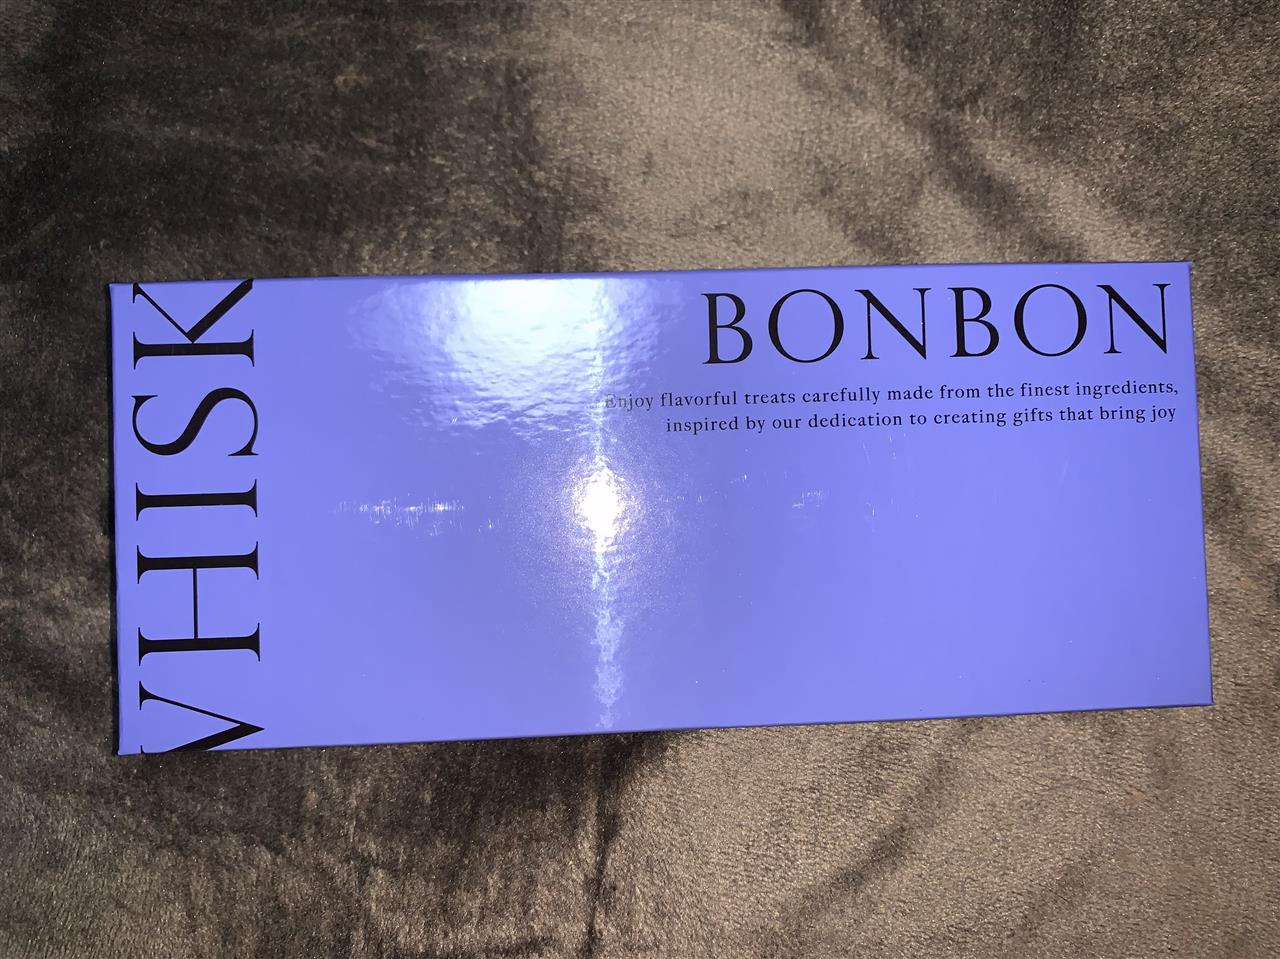 WHISK
BONBON
Enjoy flavorful treats carefully made from the finest ingredients,
inspired by our dedication to creating gifts that bring joy